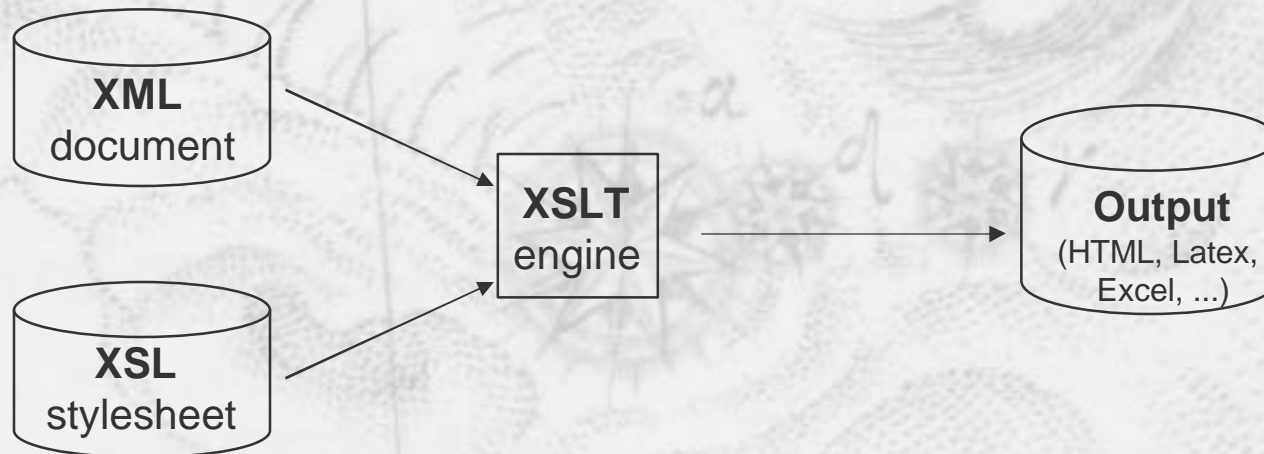 XML
document
XSL
stylesheet
XSLT
engine
Output
(HTML, Latex,
Excel, ...)
a
d